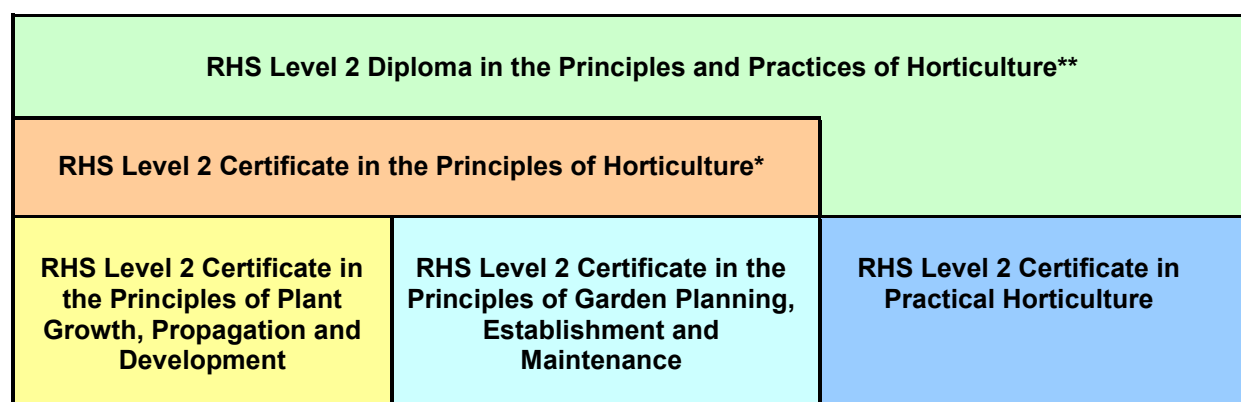 RHS Level 2 Diploma in the Principles and Practices of Horticulture**
RHS Level 2 Certificate in the Principles of Horticulture*
RHS Level 2 Certificate in
the Principles of Plant
Growth, Propagation and
Development
RHS Level 2 Certificate in the
Principles of Garden Planning,
Establishment and
Maintenance
RHS Level 2 Certificate in
Practical Horticulture